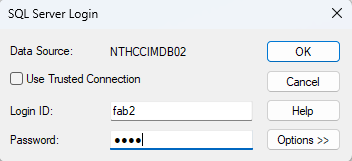 SQL Server Login
Data Source: NTHCCIMDB02 OK
Use Trusted Connection Cancel
Login ID: fab2 Help
Password: ●●●● Options >>